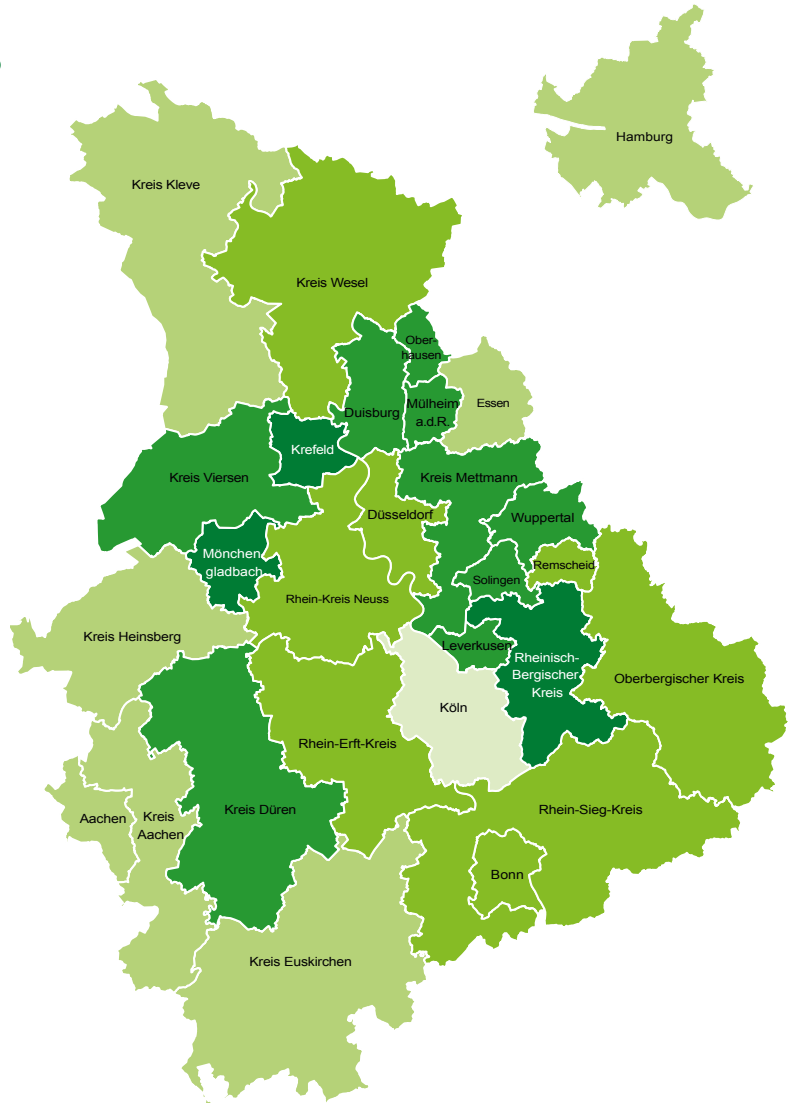 Hamburg
Kreis Kleve
Kreis Wesel
Ober-
hausen
Duisburg
Mülheim
a.d.R.
Essen
Krefeld
Kreis Viersen
Kreis Mettmann
Düsseldorf
Wuppertal
Mönchen
gladbach
Remscheid
Solingen
Rhein-Kreis Neuss
Kreis Heinsberg
Leverkusen
Rheinisch-
Bergischer
Kreis
Oberbergischer Kreis
Köln
Rhein-Erft-Kreis
Kreis Düren
Rhein-Sieg-Kreis
Aachen
Kreis
Aachen
Bonn
Kreis Euskirchen